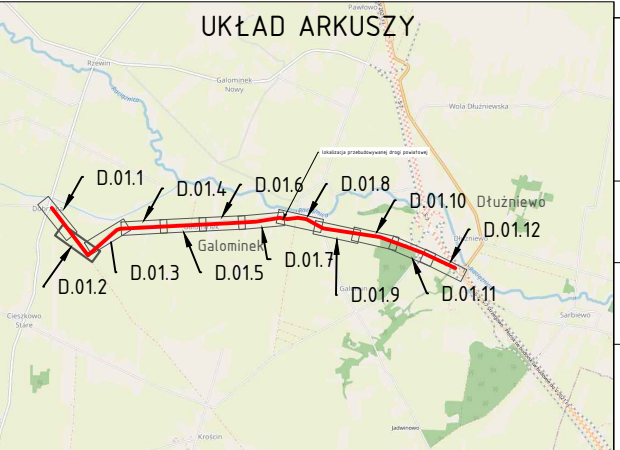 UKŁAD ARKUSZY
Pawłowo
Rzewin
Galominek
Nowy
Wola Dłużniewska
lokalizacja przebudowywanej drogi powiatowej
D.01.1
D.01.4
D.01.6
D.01.8
D.01.10
Dłużniewo
D.01.12
Dłużniewo
Galominek
D.01.2
D.01.3
D.01.5
D.01.7
D.01.9
D.01.11
Cieszkowo
Stare
Sarbiewo
Jadwinowo
Krościn